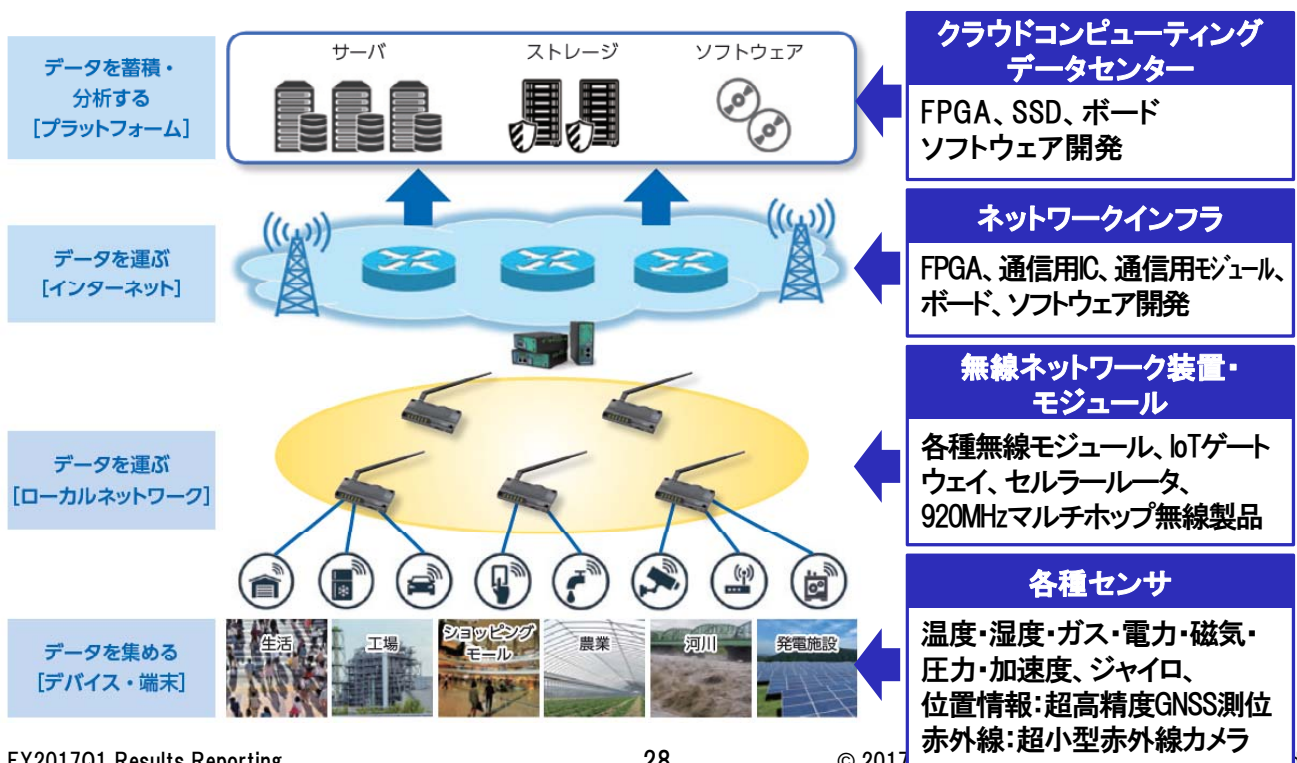 データを蓄積・
分析する
[プラットフォーム]
サーバ
ストレージ
ソフトウェア
クラウドコンピューティング
データセンター
FPGA、SSD、ボード
ソフトウェア開発
データを運ぶ
[インターネット]
ネットワークインフラ
FPGA、通信用IC、通信用ﾓｼﾞｭｰﾙ、
ボード、ソフトウェア開発
データを運ぶ
[ローカルネットワーク]
無線ネットワーク装置・
モジュール
各種無線モジュール、IoTゲート
ウェイ、セルラールータ、
920MHzマルチホップ無線製品
データを集める
[デバイス・端末]
生活
工場
ショッピング
モール
農業
河川
発電施設
各種センサ
温度・湿度・ガス・電力・磁気・
圧力・加速度、ジャイロ、
位置情報：超高精度GNSS測位
赤外線：超小型赤外線カメラ
FY2017Q1 Results Reporting
28
© 2017